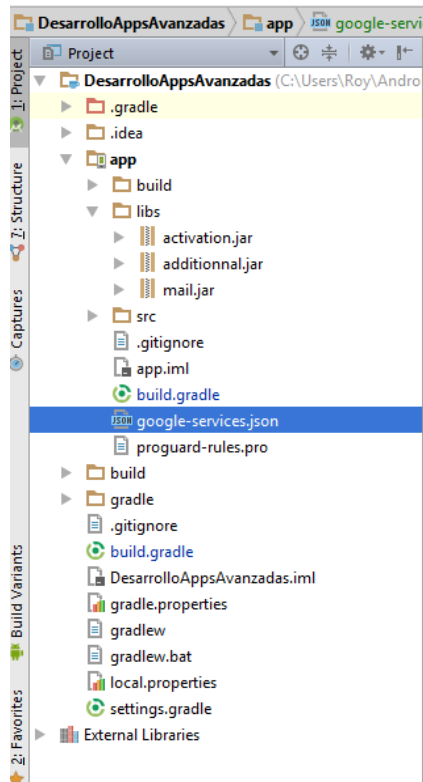 DesarrolloAppsAvanzadas app JSON google-servi
Project
DesarrolloAppsAvanzadas (C:\Users\Roy\Andro
.gradle
.idea
app
build
libs
activation.jar
additionnal.jar
mail.jar
src
.gitignore
app.iml
build.gradle
JSON google-services.json
proguard-rules.pro
build
gradle
.gitignore
build.gradle
DesarrolloAppsAvanzadas.iml
gradle.properties
gradlew
gradlew.bat
local.properties
settings.gradle
External Libraries
1: Project
7: Structure
Captures
Build Variants
2: Favorites